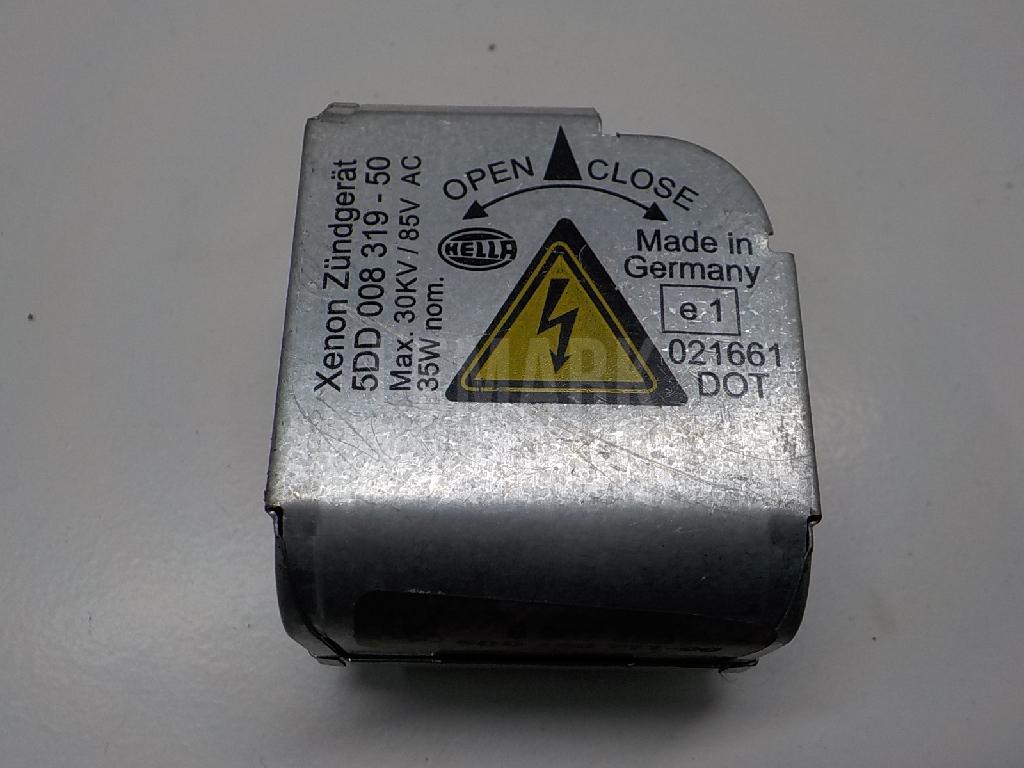 Xenon Zündgerät
5DD 008 319 - 50
Max. 30KV / 85V AC
35W nom.
OPEN CLOSE
HELLA
Made in
Germany
e 1
021661
DOT